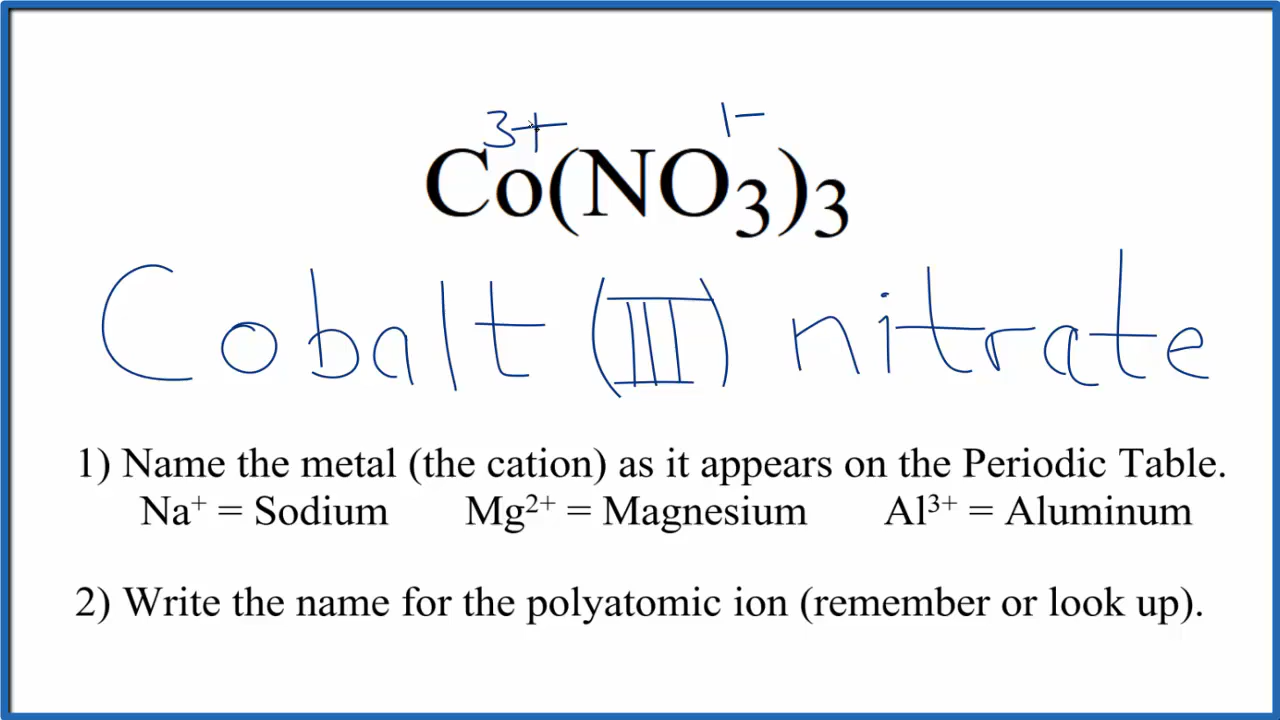 3+ 1-
Co(NO3)3
Cobalt (III) nitrate
1) Name the metal (the cation) as it appears on the Periodic Table.
Na+ = Sodium Mg2+ = Magnesium Al3+ = Aluminum
2) Write the name for the polyatomic ion (remember or look up).